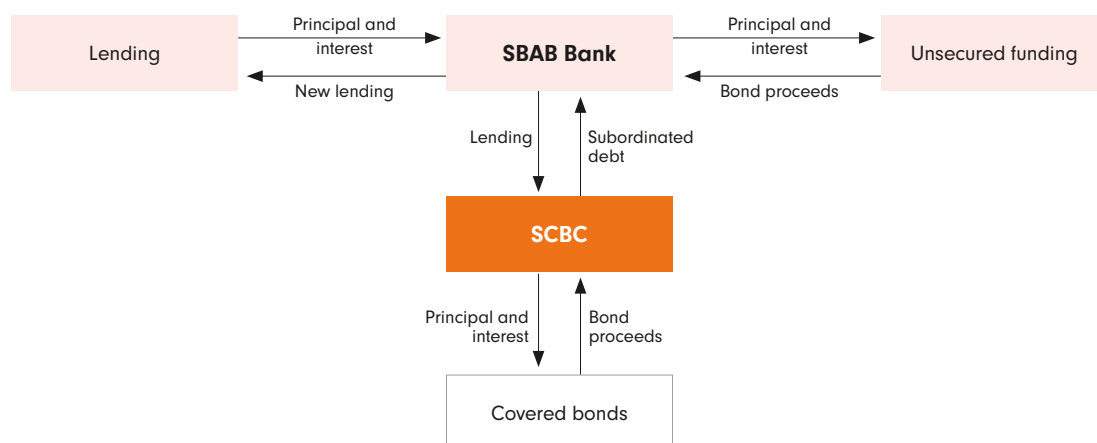 Principal and
interest
Principal and
interest
Lending
SBAB Bank
Unsecured funding
New lending
Bond proceeds
Lending
Subordinated
debt
SCBC
Principal and
interest
Bond
proceeds
Covered bonds